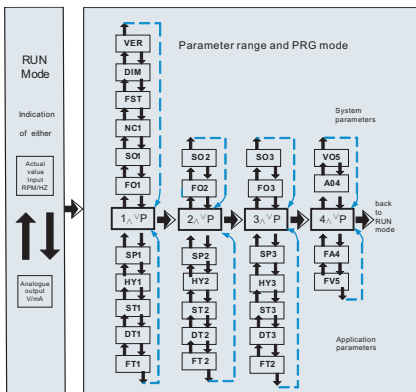 RUN
Mode
Indication
of either
Actual
value
Input
RPM/HZ
Analogue
output
V/mA
Parameter range and PRG mode
System
parameters
VER
DIM
FST
NC1
SO1
FO1
1∧∨P
SP1
HY1
ST1
DT1
FT1
SO2
FO2
2∧∨P
SP2
HY2
ST2
DT2
FT2
SO3
FO3
3∧∨P
SP3
HY3
ST3
DT3
FT2
VO5
A04
4∧∨P
FA4
FV5
back
to
RUN
mode
Application
parameters